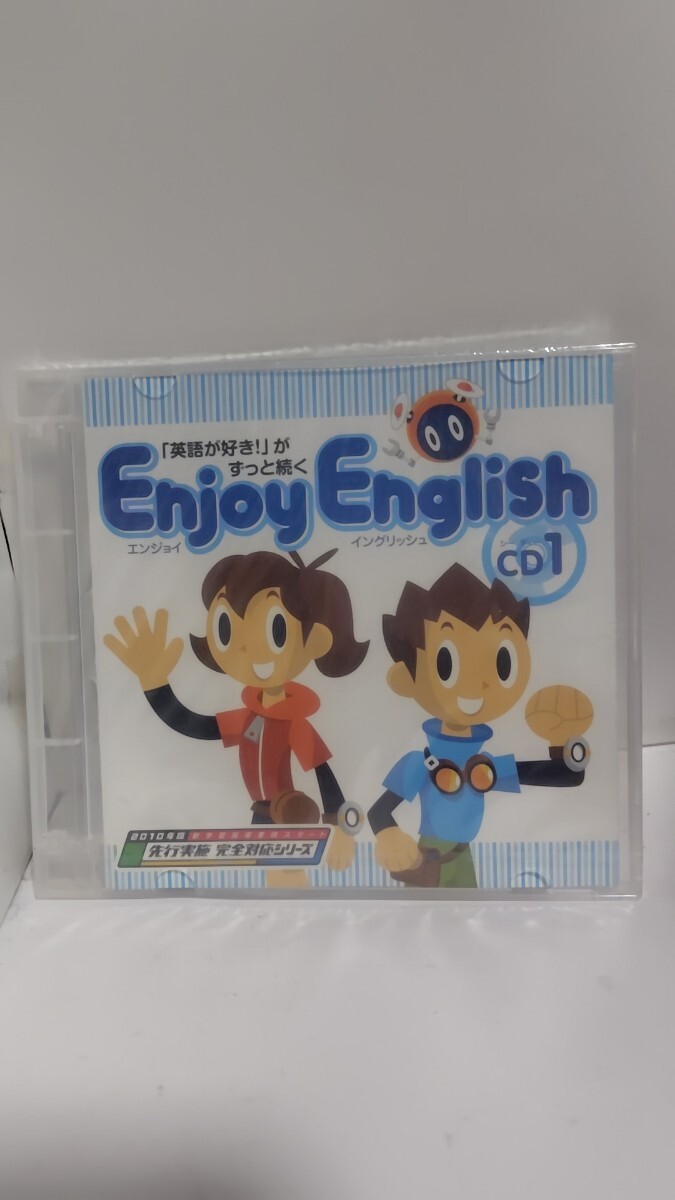 「英語が好き!」が
ずっと続く
Enjoy English
エンジョイ イングリッシュ
CD1
2010年度
先行実施 完全対応シリーズ